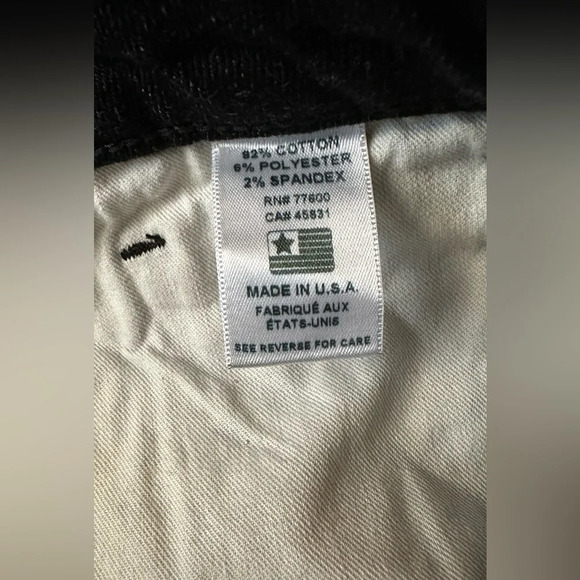 92% COTTON
6% POLYESTER
2% SPANDEX
RN# 77600
CA# 45831
MADE IN U.S.A.
FABRIQUÉ AUX
ÉTATS-UNIS
SEE REVERSE FOR CARE